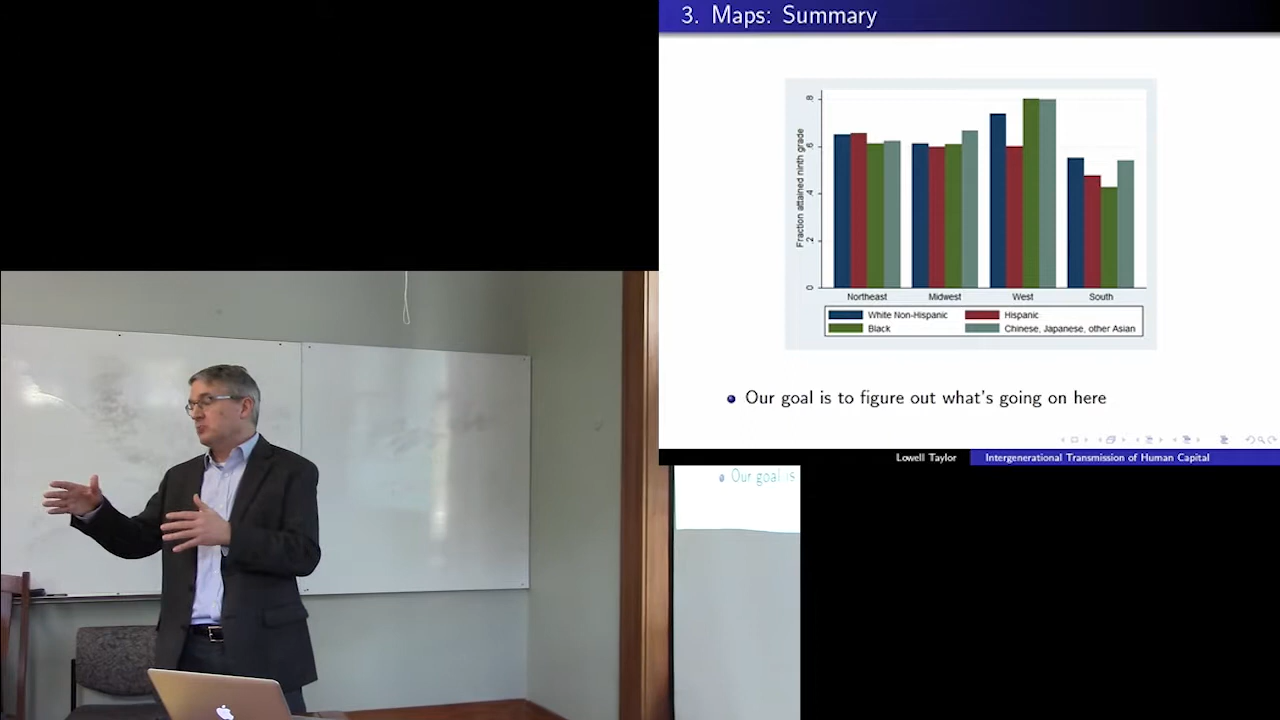 3. Maps: Summary
Fraction attained ninth grade
.8
.6
.4
.2
0
Northeast Midwest West South
White Non-Hispanic Hispanic
Black Chinese, Japanese, other Asian
Our goal is to figure out what's going on here
Lowell Taylor Intergenerational Transmission of Human Capital
Our goal is